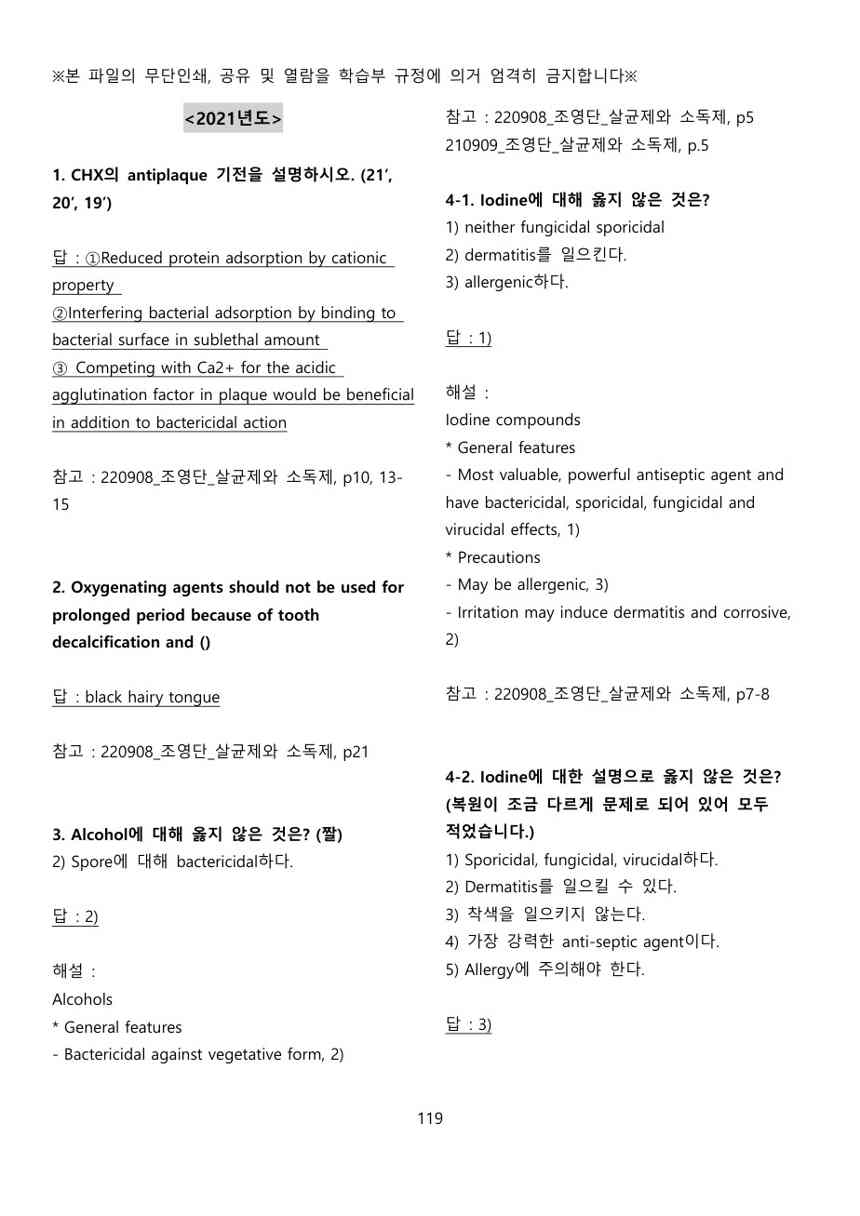 ※본 파일의 무단인쇄, 공유 및 열람을 학습부 규정에 의거 엄격히 금지합니다※
<2021년도>
1. CHX의 antiplaque 기전을 설명하시오. (21’,
20’, 19’)
답 : ①Reduced protein adsorption by cationic
property
②Interfering bacterial adsorption by binding to
bacterial surface in sublethal amount
③ Competing with Ca2+ for the acidic
agglutination factor in plaque would be beneficial
in addition to bactericidal action
참고 : 220908_조영단_살균제와 소독제, p10, 13-
15
2. Oxygenating agents should not be used for
prolonged period because of tooth
decalcification and ()
답 : black hairy tongue
참고 : 220908_조영단_살균제와 소독제, p21
3. Alcohol에 대해 옳지 않은 것은? (짤)
2) Spore에 대해 bactericidal하다.
답 : 2)
해설 :
Alcohols
* General features
- Bactericidal against vegetative form, 2)
참고 : 220908_조영단_살균제와 소독제, p5
210909_조영단_살균제와 소독제, p.5
4-1. Iodine에 대해 옳지 않은 것은?
1) neither fungicidal sporicidal
2) dermatitis를 일으킨다.
3) allergenic하다.
답 : 1)
해설 :
Iodine compounds
* General features
- Most valuable, powerful antiseptic agent and
have bactericidal, sporicidal, fungicidal and
virucidal effects, 1)
* Precautions
- May be allergenic, 3)
- Irritation may induce dermatitis and corrosive,
2)
참고 : 220908_조영단_살균제와 소독제, p7-8
4-2. Iodine에 대한 설명으로 옳지 않은 것은?
(복원이 조금 다르게 문제로 되어 있어 모두
적었습니다.)
1) Sporicidal, fungicidal, virucidal하다.
2) Dermatitis를 일으킬 수 있다.
3) 착색을 일으키지 않는다.
4) 가장 강력한 anti-septic agent이다.
5) Allergy에 주의해야 한다.
답 : 3)
119